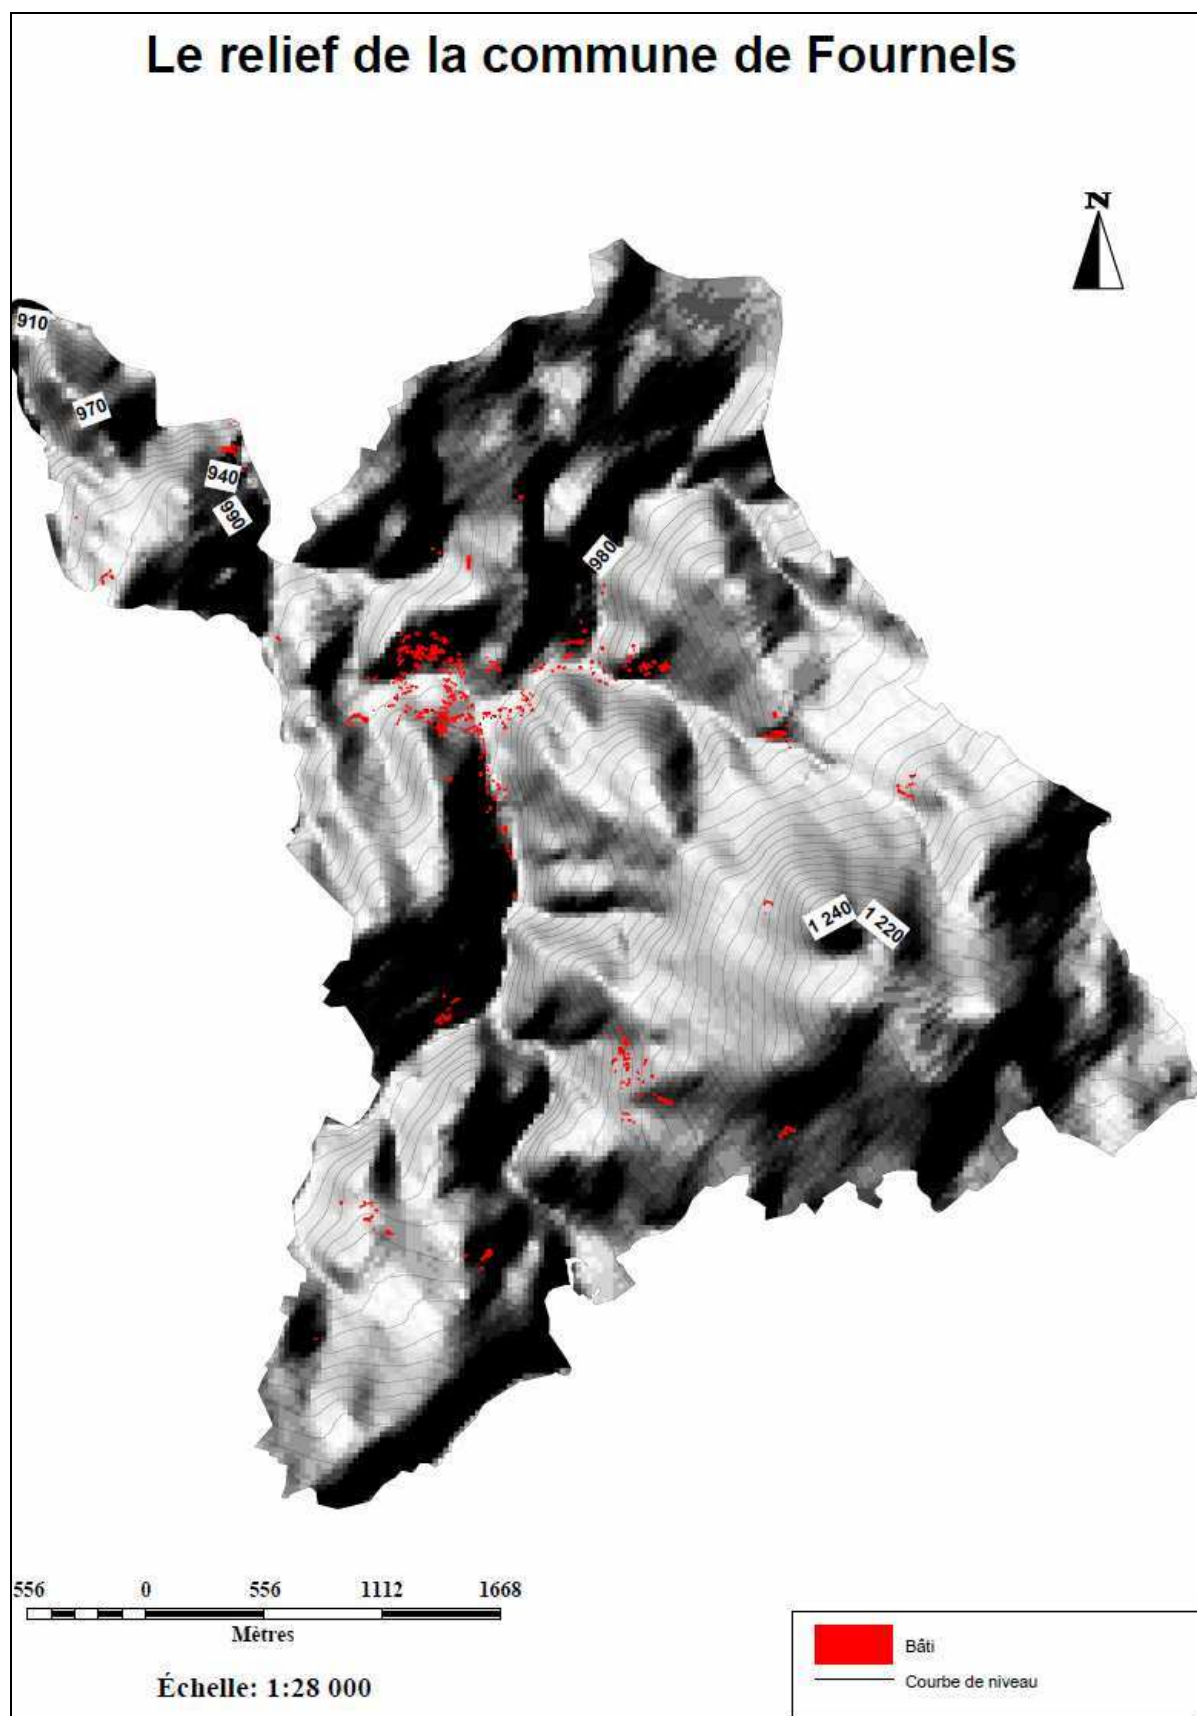 Le relief de la commune de Fournels
N
910
970
940
990
980
1 240
1 220
556 0 556 1112 1668
Mètres
Échelle: 1:28 000
Bâti
Courbe de niveau